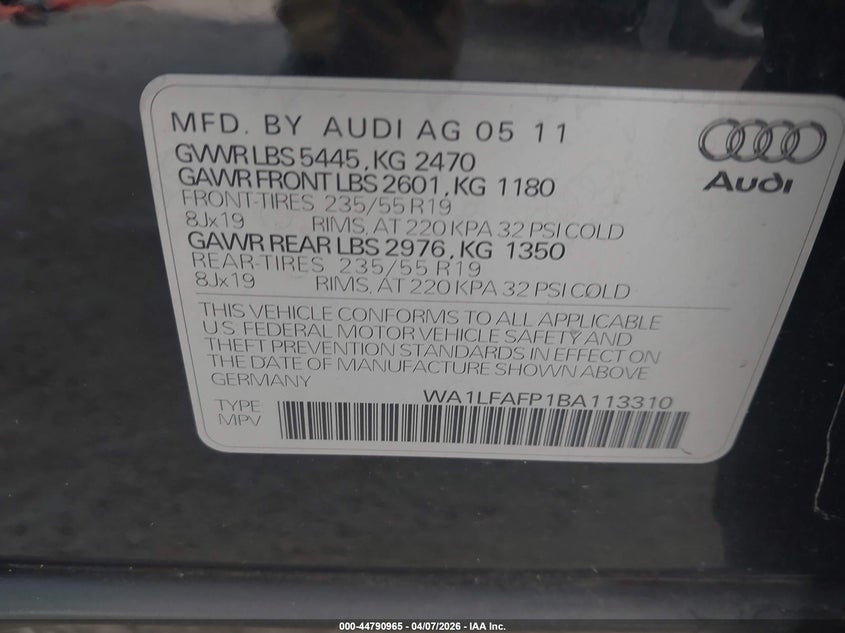 MFD. BY AUDI AG 05 11
GVWR LBS 5445, KG 2470
GAWR FRONT LBS 2601, KG 1180
FRONT-TIRES 235/55 R19
8Jx19 RIMS, AT 220 KPA 32 PSI COLD
GAWR REAR LBS 2976, KG 1350
REAR-TIRES 235/55 R19
8Jx19 RIMS, AT 220 KPA 32 PSI COLD
Audi
THIS VEHICLE CONFORMS TO ALL APPLICABLE
U.S. FEDERAL MOTOR VEHICLE SAFETY AND
THEFT PREVENTION STANDARDS IN EFFECT ON
THE DATE OF MANUFACTURE SHOWN ABOVE
GERMANY
WA1LFAFP1BA113310
TYPE
MPV
000-44790965 - 04/07/2026 - IAA Inc.